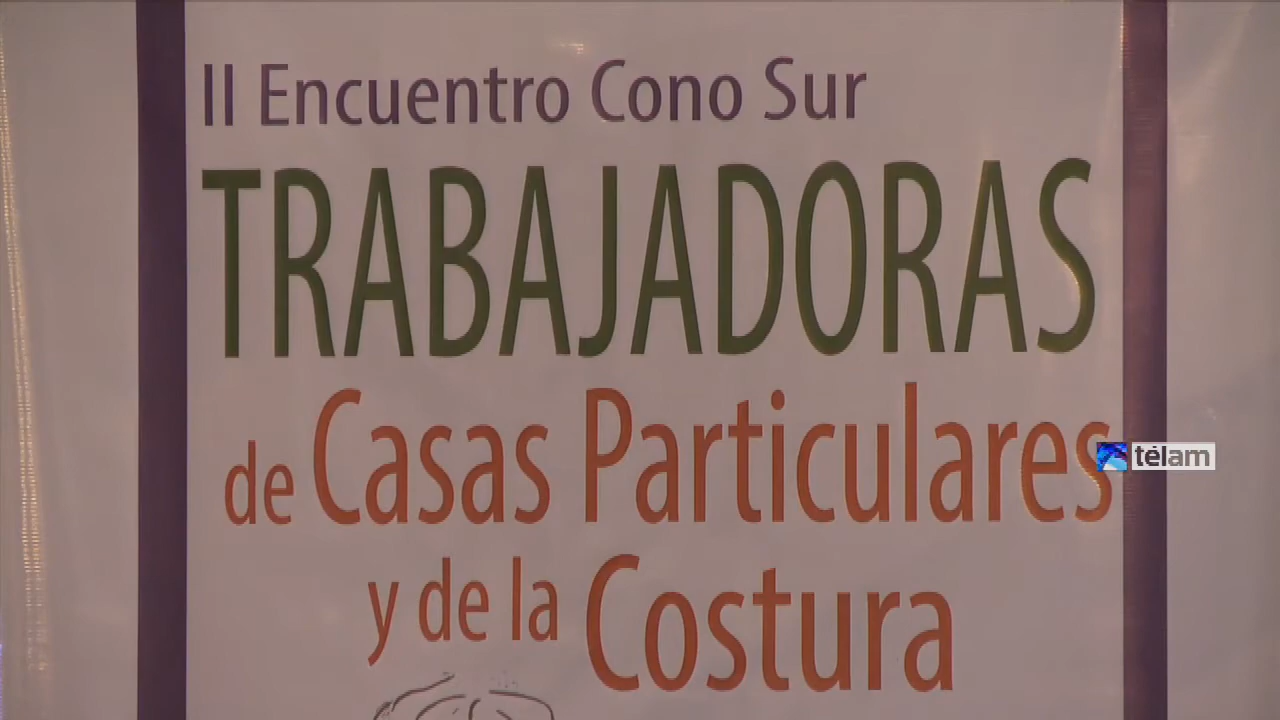 II Encuentro Cono Sur
TRABAJADORAS
de Casas Particulares
télam
y de la Costura